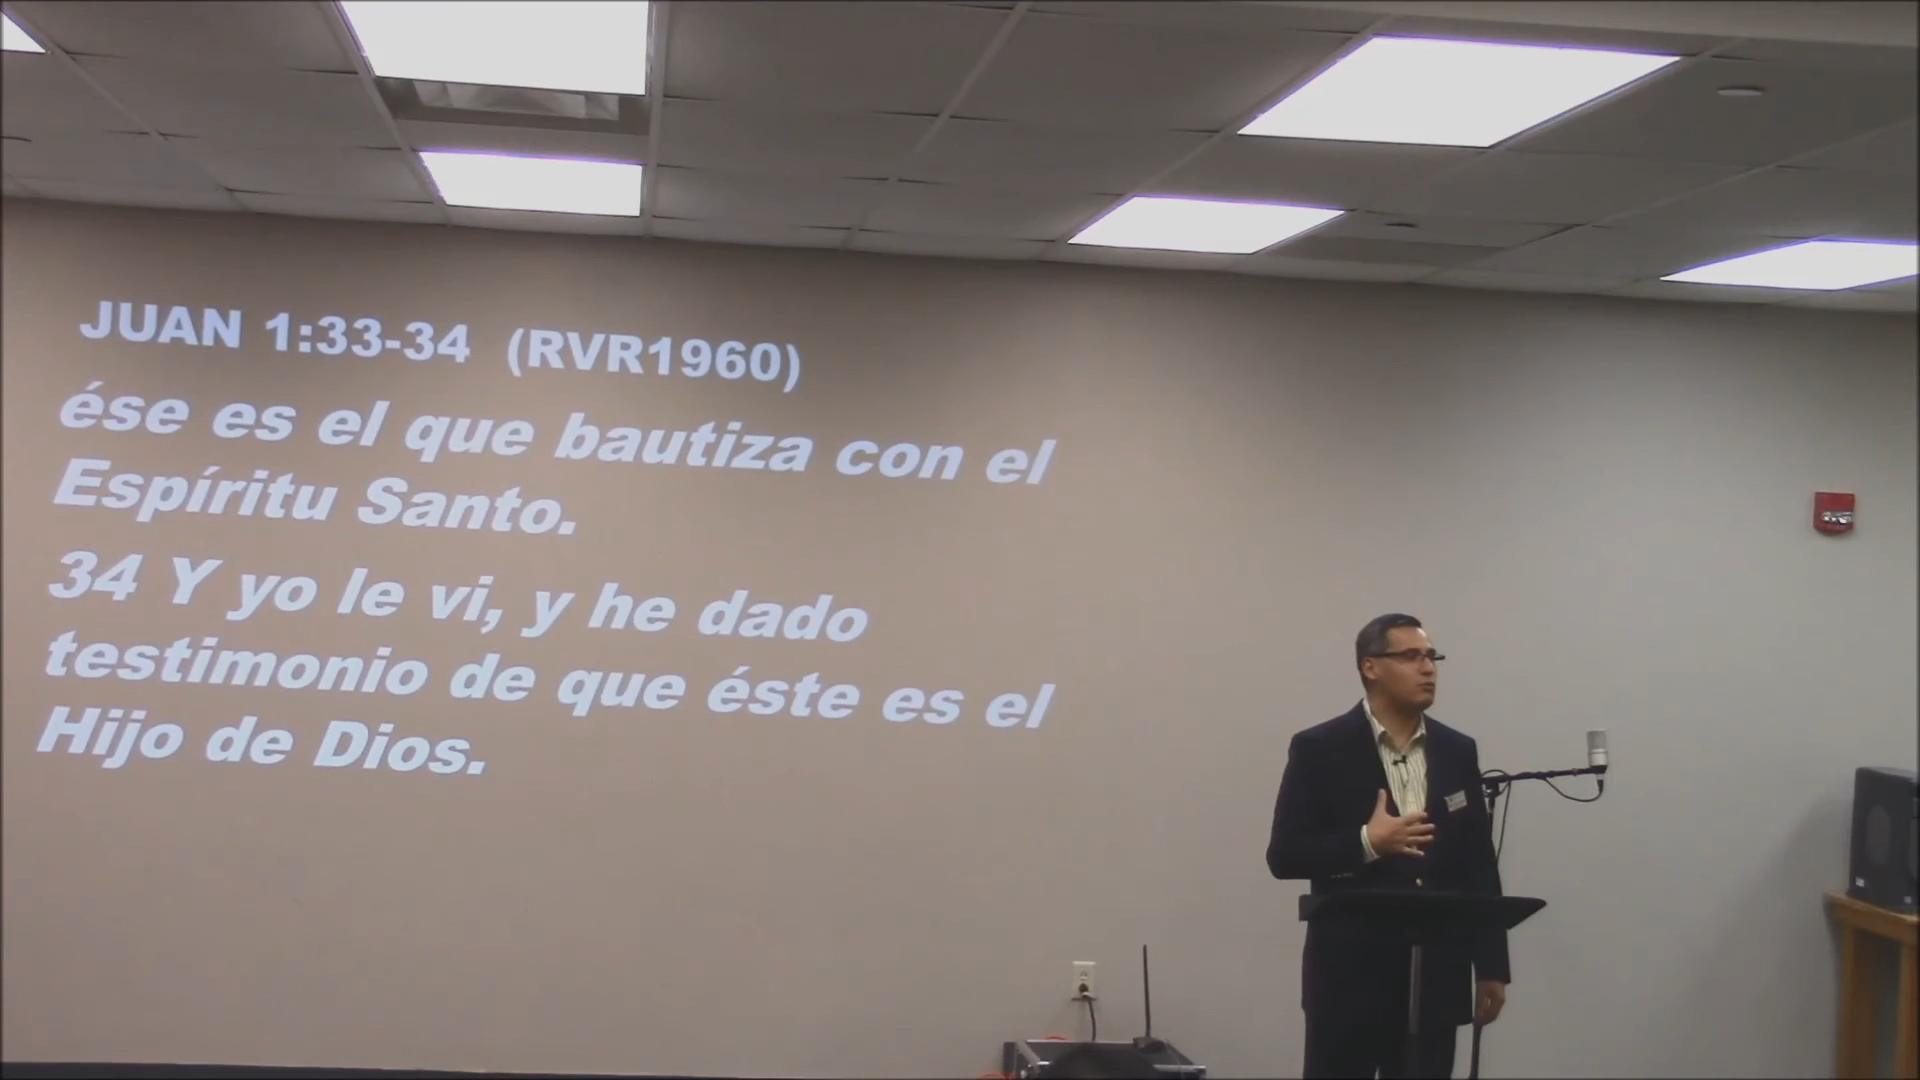 JUAN 1:33-34 (RVR1960)
ése es el que bautiza con el
Espíritu Santo.
34 Y yo le vi, y he dado
testimonio de que éste es el
Hijo de Dios.